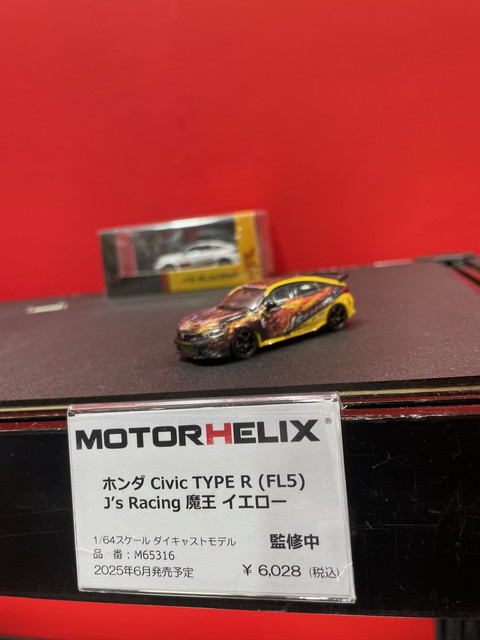 MOTORHELIX®
ホンダ Civic TYPE R (FL5)
J's Racing 魔王 イエロー
1/64スケール ダイキャストモデル 監修中
品 番：M65316
2025年6月発売予定 ¥ 6,028 (税込)